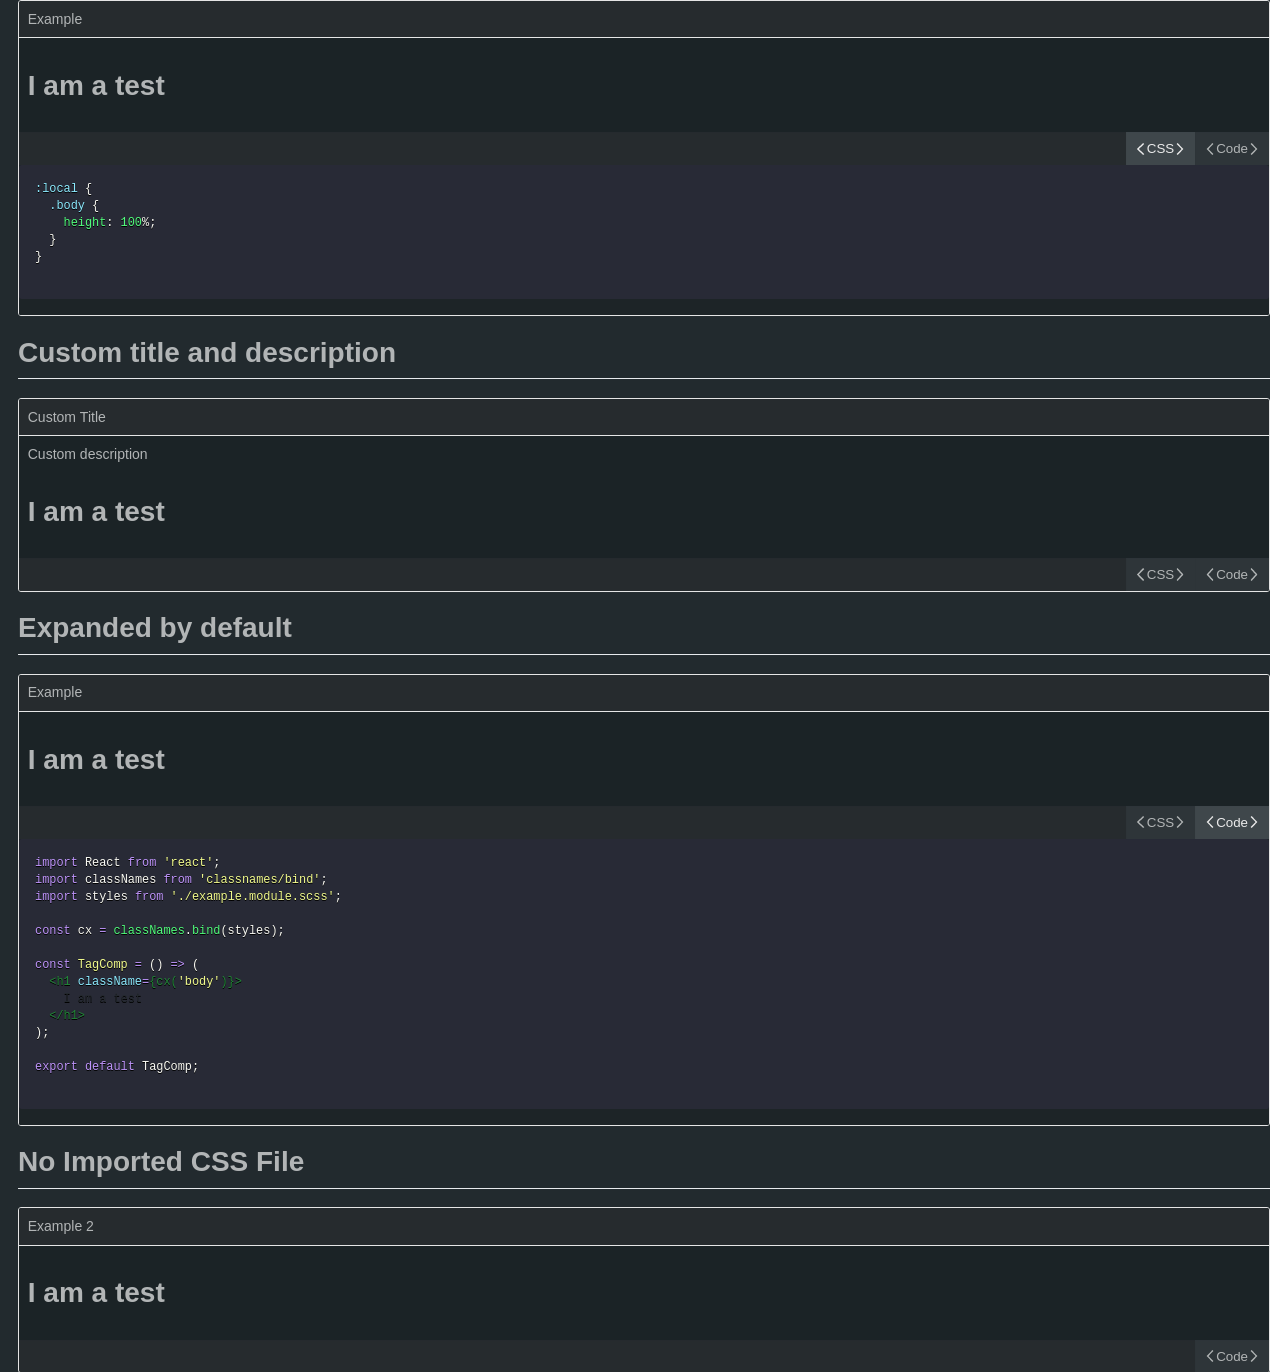 Example
I am a test
CSS Code
:local {
  .body {
    height: 100%;
  }
}
Custom title and description
Custom Title
Custom description
I am a test
CSS Code
Expanded by default
Example
I am a test
CSS Code
import React from 'react';
import classNames from 'classnames/bind';
import styles from './example.module.scss';
const cx = classNames.bind(styles);
const TagComp = () => (
  <h1 className={cx('body')}>
    I am a test
  </h1>
);
export default TagComp;
No Imported CSS File
Example 2
I am a test
Code